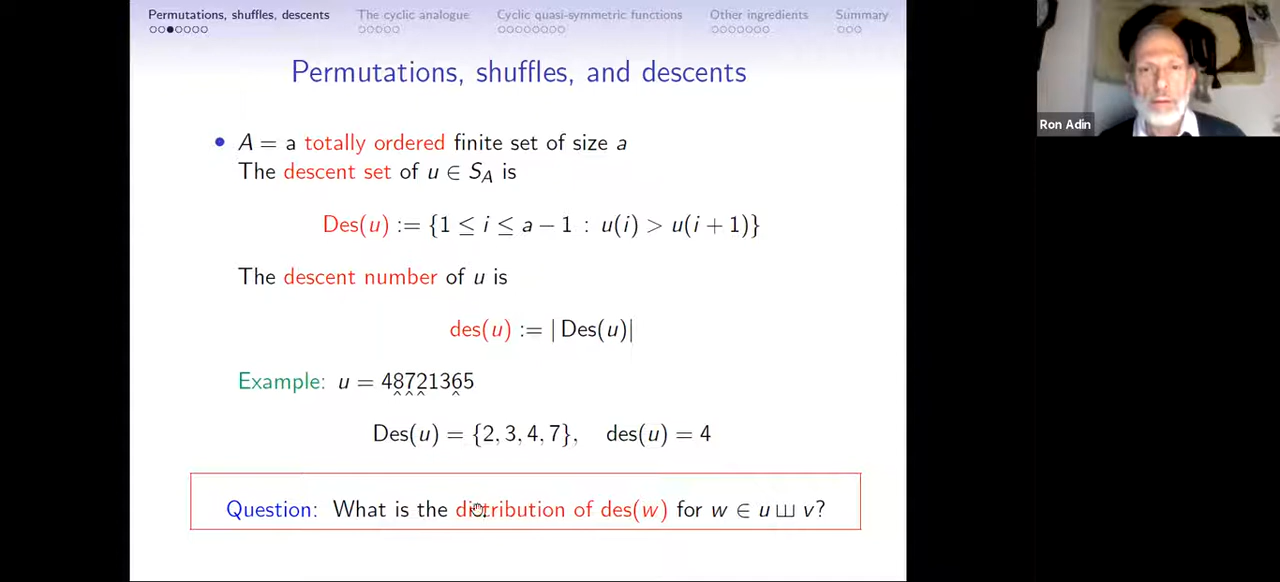 Permutations, shuffles, descents The cyclic analogue Cyclic quasi-symmetric functions Other ingredients Summary
Permutations, shuffles, and descents
Ron Adin
• A = a totally ordered finite set of size a
The descent set of u ∈ S_A is
Des(u) := {1 ≤ i ≤ a − 1 : u(i) > u(i + 1)}
The descent number of u is
des(u) := | Des(u)|
Example: u = 48721365
^^^ ^
Des(u) = {2, 3, 4, 7}, des(u) = 4
Question: What is the distribution of des(w) for w ∈ u ⧢ v?